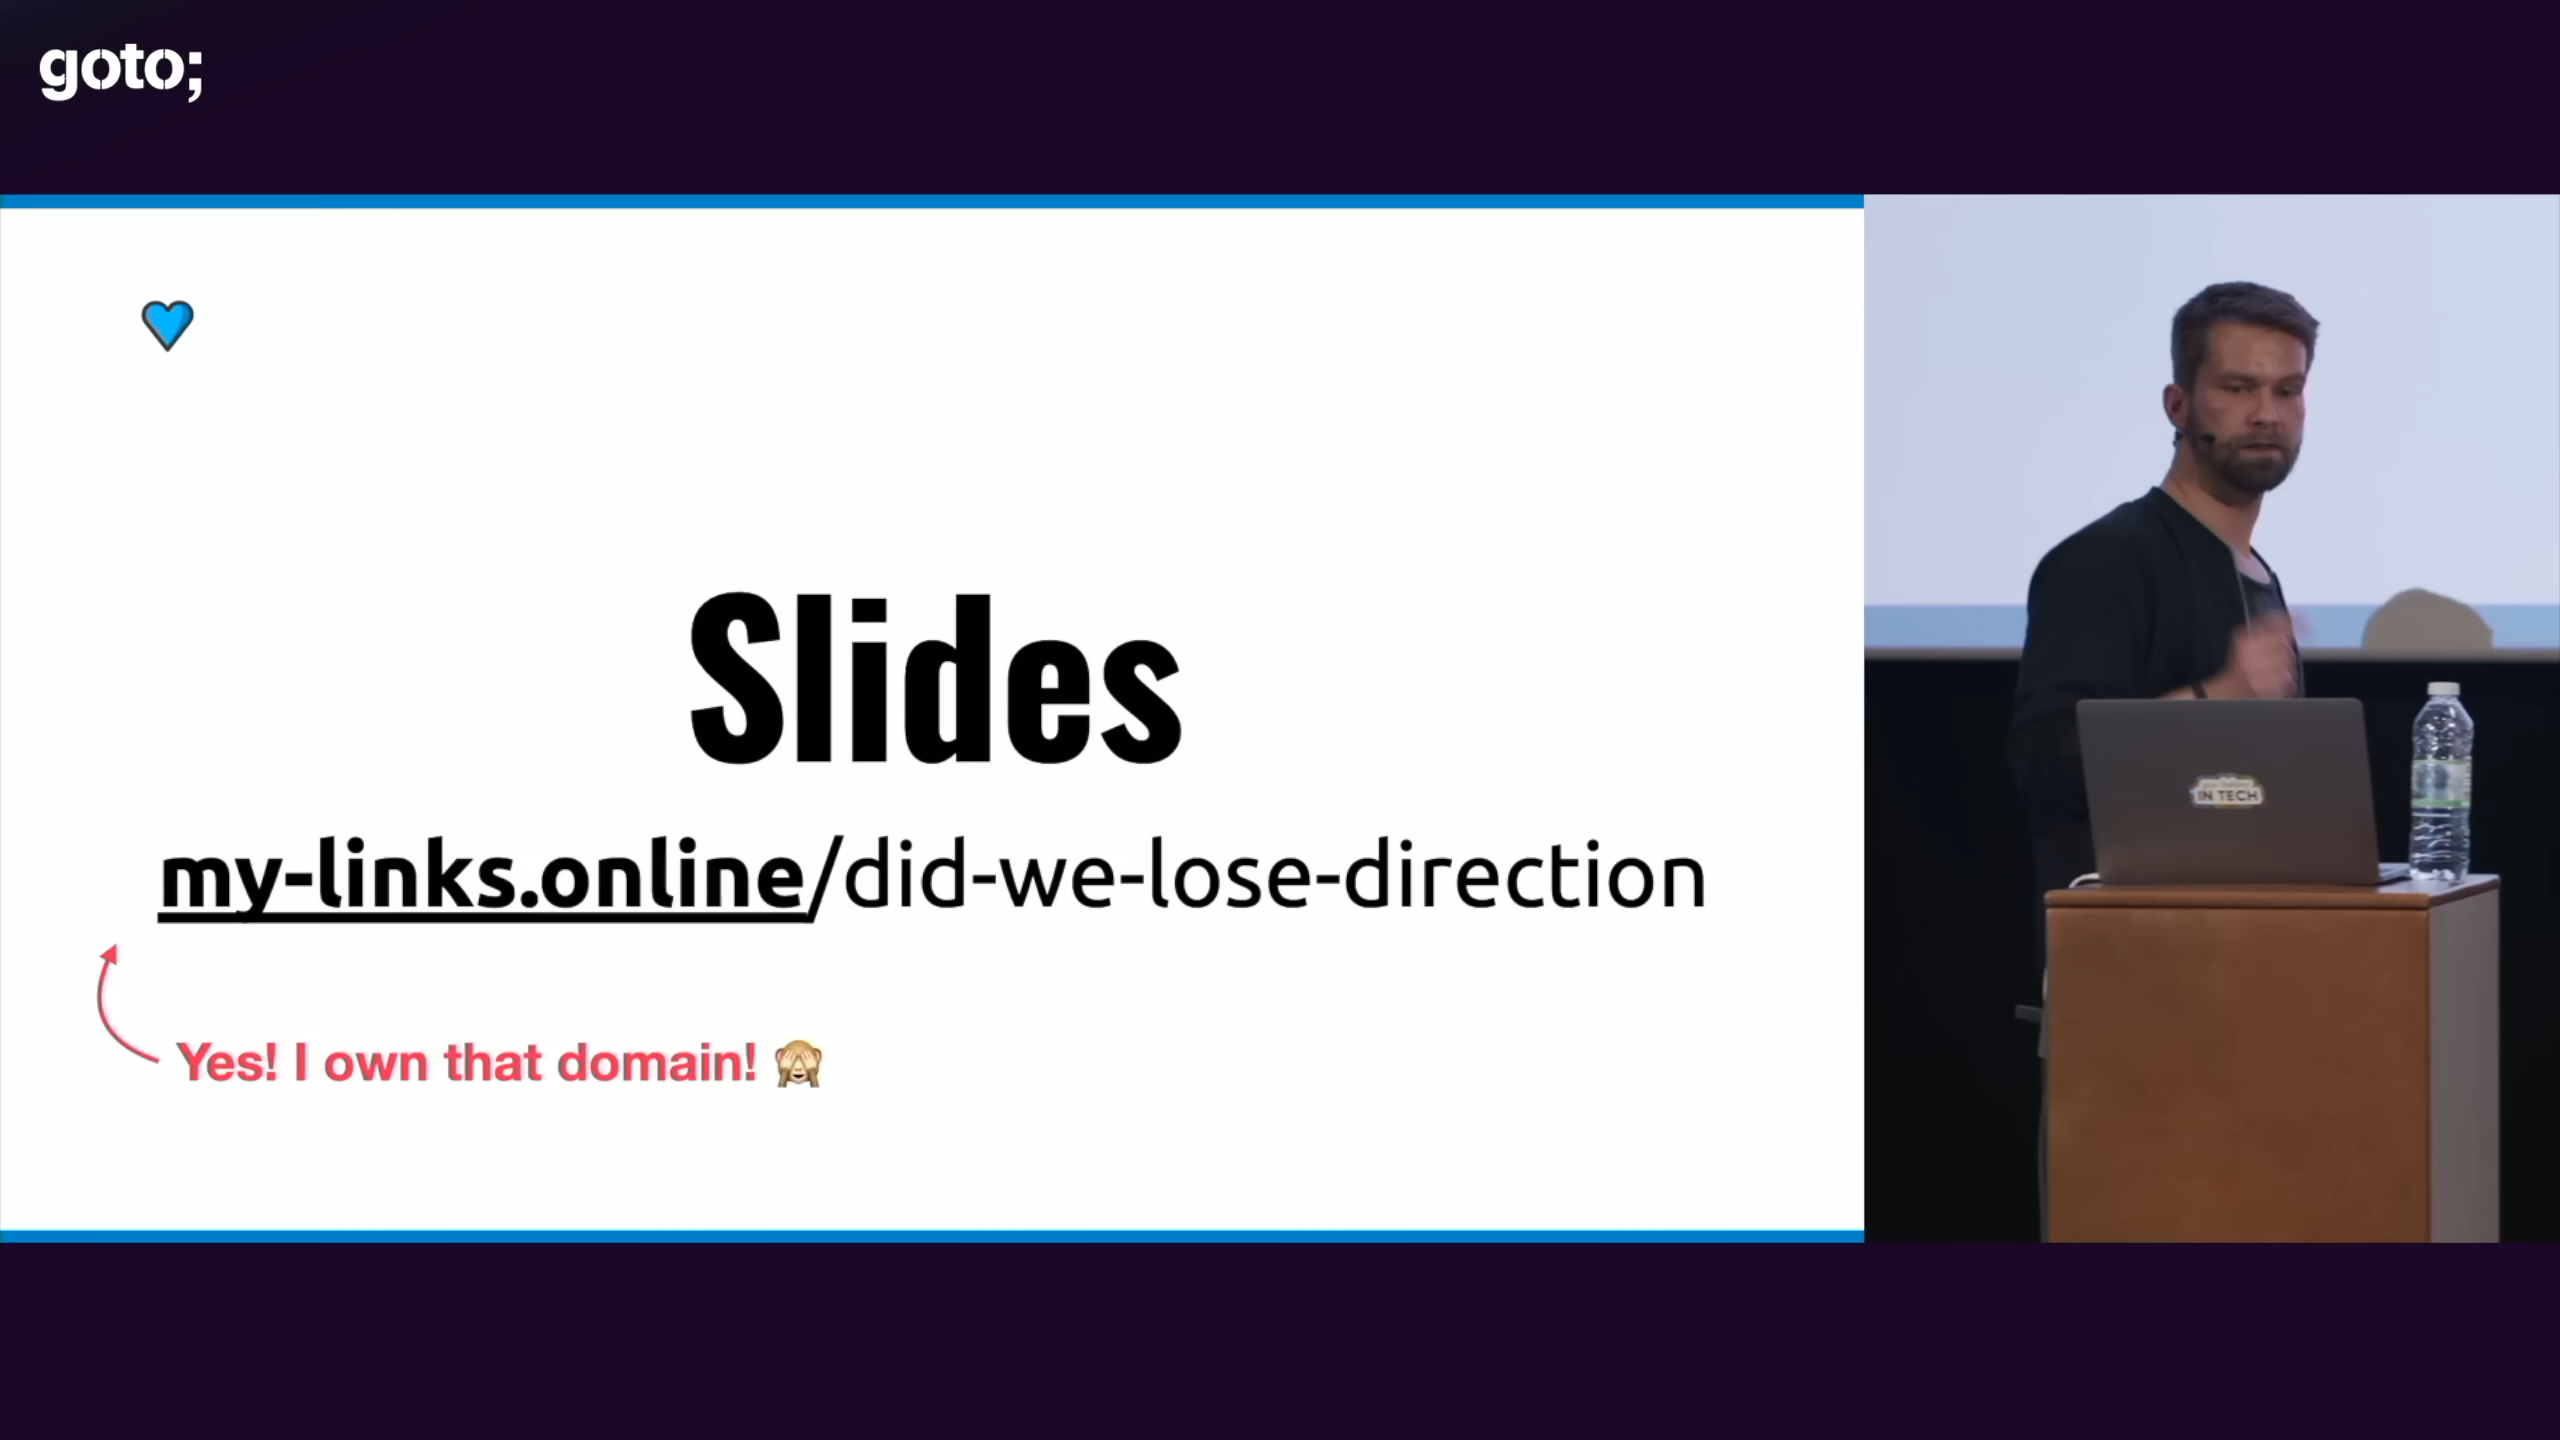 goto;
Slides
my-links.online/did-we-lose-direction
Yes! I own that domain! 🙈
IN TECH